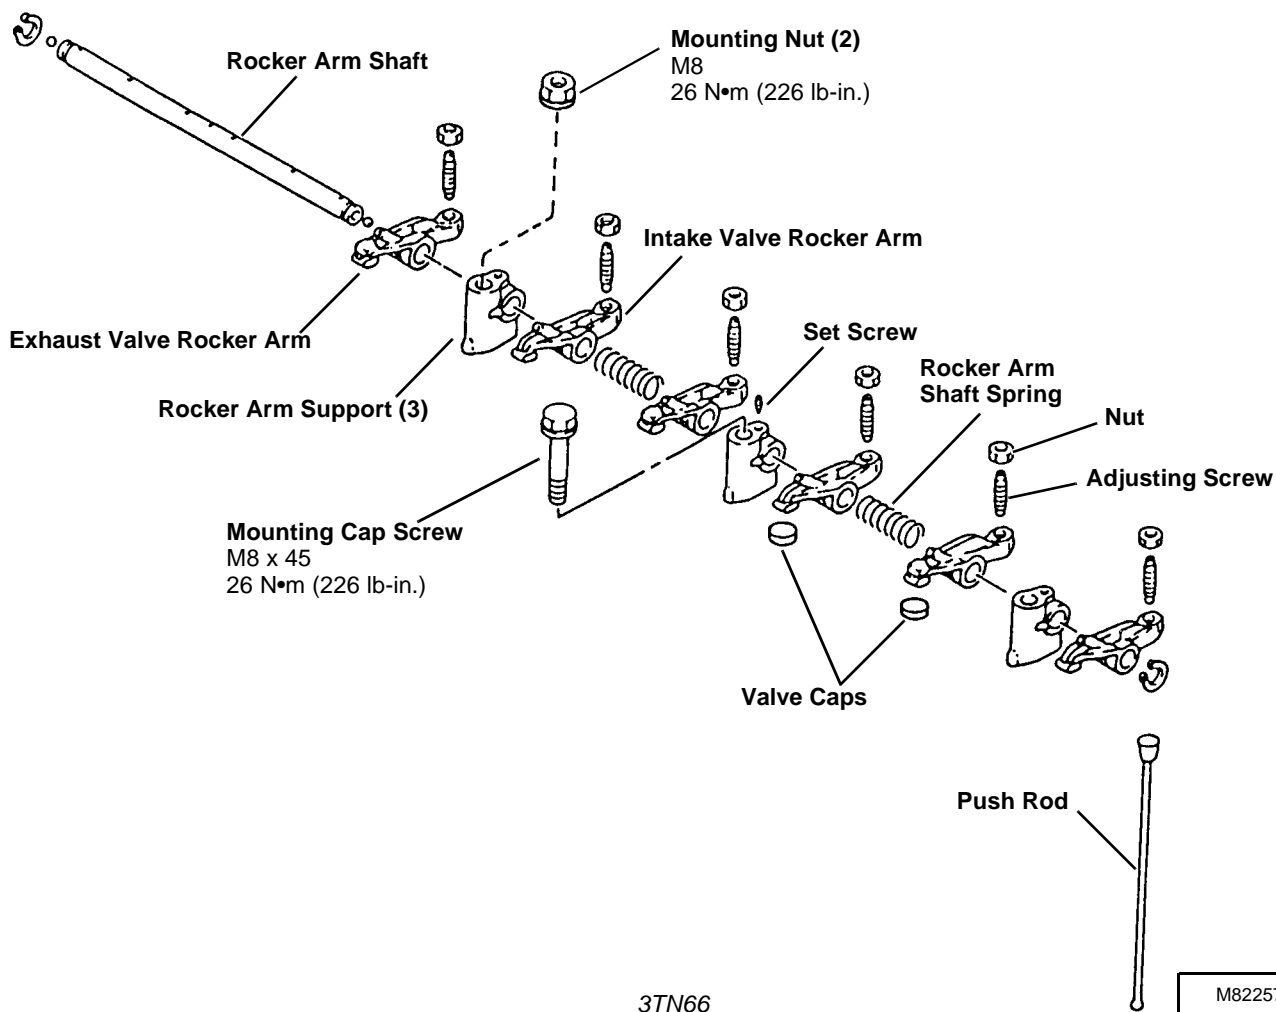 Mounting Nut (2)
M8
26 N•m (226 lb-in.)
Rocker Arm Shaft
Intake Valve Rocker Arm
Exhaust Valve Rocker Arm
Set Screw
Rocker Arm
Shaft Spring
Rocker Arm Support (3)
Nut
Adjusting Screw
Mounting Cap Screw
M8 x 45
26 N•m (226 lb-in.)
Valve Caps
Push Rod
3TN66
M82257